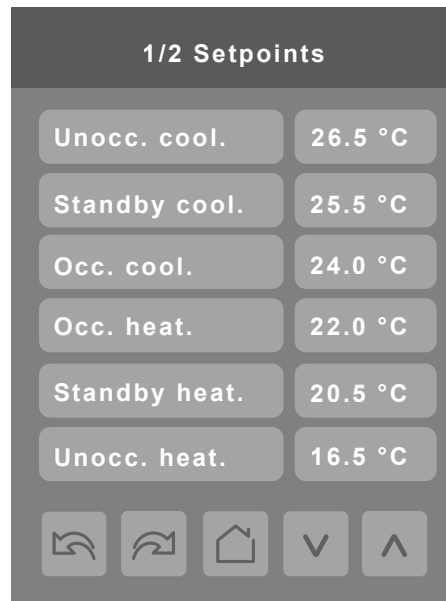 1/2 Setpoints
Unocc. cool. 26.5 °C
Standby cool. 25.5 °C
Occ. cool. 24.0 °C
Occ. heat. 22.0 °C
Standby heat. 20.5 °C
Unocc. heat. 16.5 °C